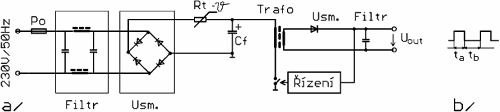 Rt -ϑ Trafo
Usm. Filtr
Po
+
Cf
Uout
230V/50Hz
Řízení
ta tb
a/ Filtr Usm. b/